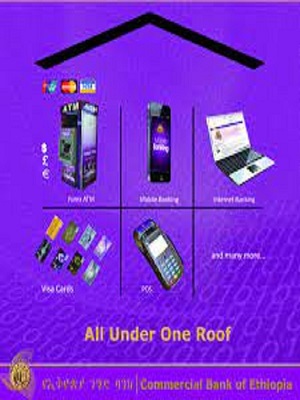 VISA
ATM
$
£
€
Forex ATM
Mobile Banking
Internet Banking
Visa Cards
POS
and many more...
All Under One Roof
የኢትዮጵያ ንግድ ባንክ | Commercial Bank of Ethiopia